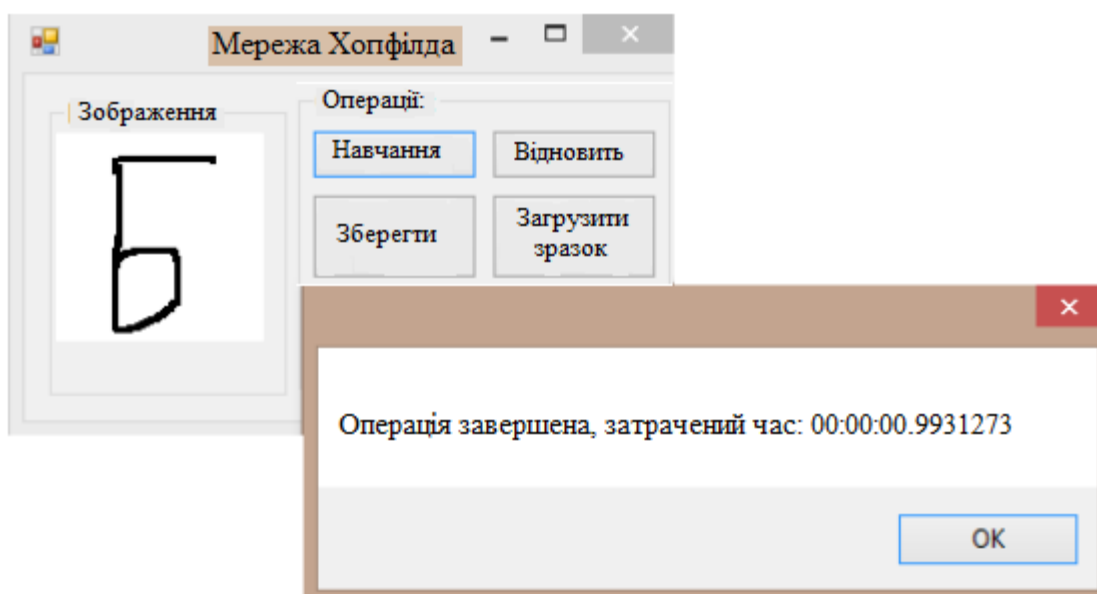 Мережа Хопфілда
Зображення
Б
Операції:
Навчання
Відновить
Зберегти
Загрузити
зразок
Операція завершена, затрачений час: 00:00:00.9931273
OK